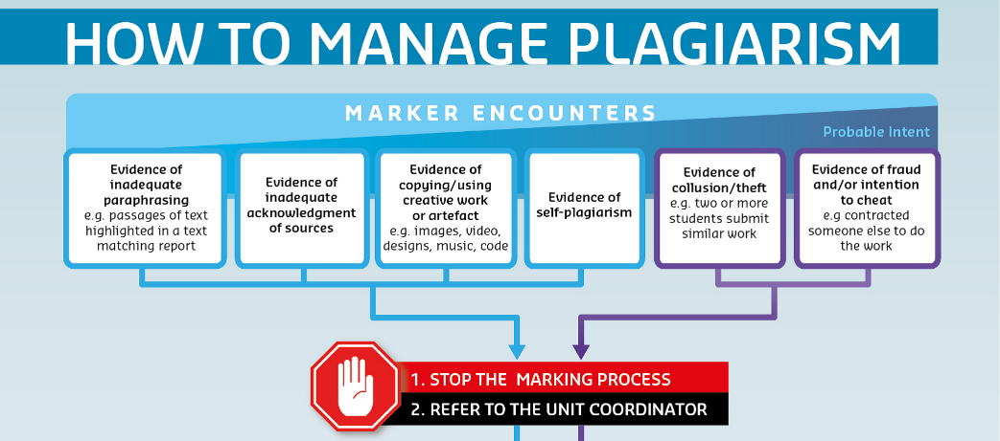 HOW TO MANAGE PLAGIARISM
MARKER ENCOUNTERS
Probable Intent
Evidence of
inadequate
paraphrasing
e.g. passages of text
highlighted in a text
matching report
Evidence of
inadequate
acknowledgment
of sources
Evidence of
copying/using
creative work
or artefact
e.g. images, video,
designs, music, code
Evidence of
self-plagiarism
Evidence of
collusion/theft
e.g. two or more
students submit
similar work
Evidence of fraud
and/or intention
to cheat
e.g contracted
someone else to do
the work
1. STOP THE MARKING PROCESS
2. REFER TO THE UNIT COORDINATOR